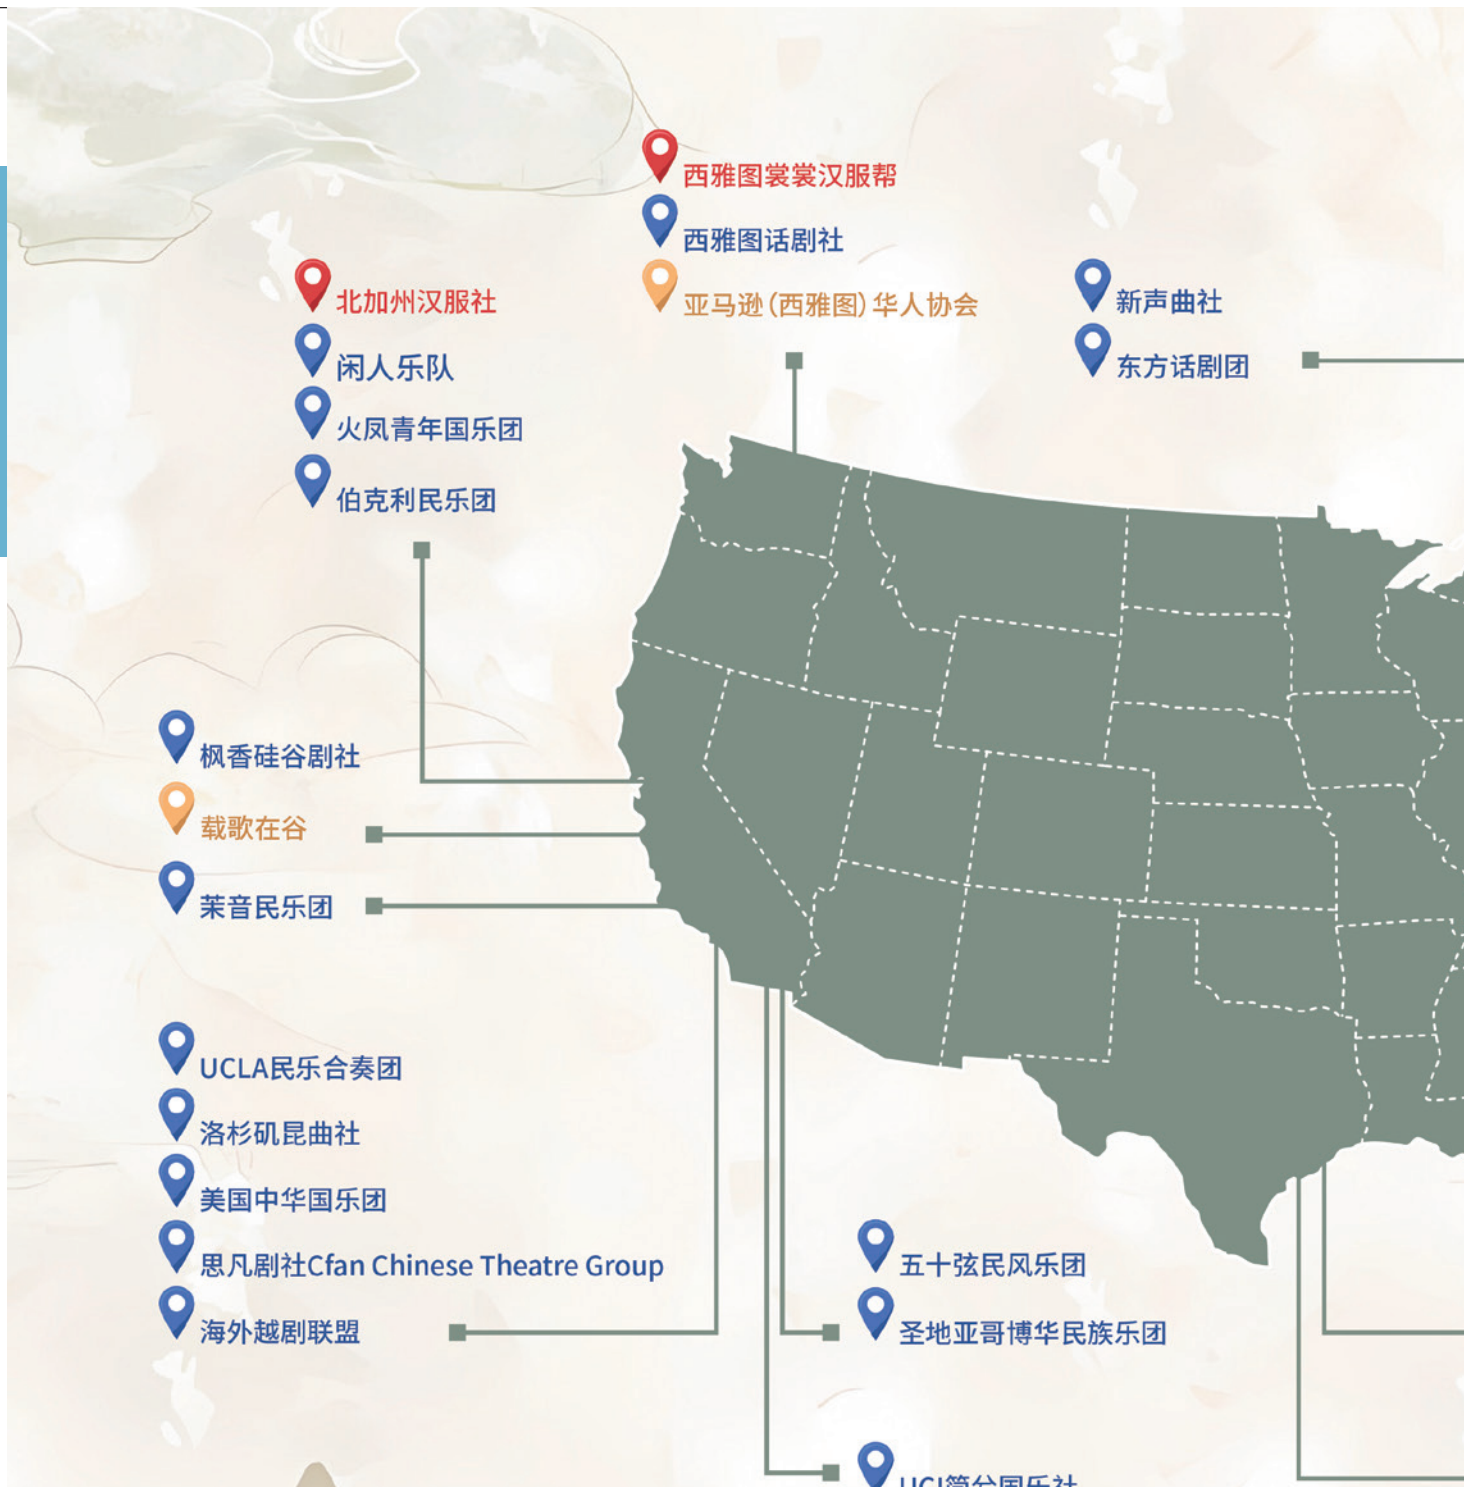 西雅图裳裳汉服帮
西雅图话剧社
亚马逊(西雅图)华人协会
北加州汉服社
闲人乐队
火凤青年国乐团
伯克利民乐团
新声曲社
东方话剧团
枫香硅谷剧社
载歌在谷
茉音民乐团
UCLA民乐合奏团
洛杉矶昆曲社
美国中华国乐团
思凡剧社Cfan Chinese Theatre Group
海外越剧联盟
五十弦民风乐团
圣地亚哥博华民族乐团